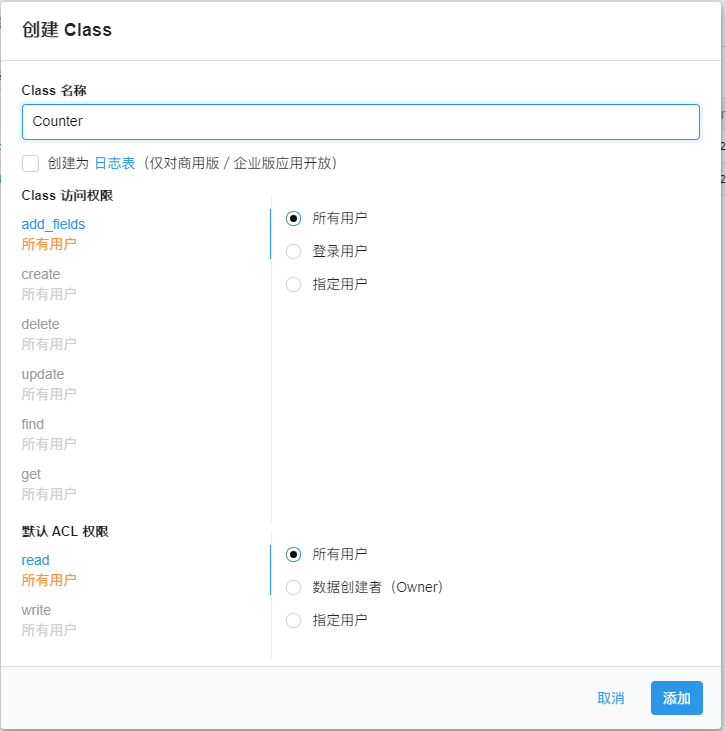 创建 Class
Class 名称
Counter
创建为 日志表（仅对商用版 / 企业版应用开放）
Class 访问权限
add_fields
所有用户
create
所有用户
delete
所有用户
update
所有用户
find
所有用户
get
所有用户
所有用户
登录用户
指定用户
默认 ACL 权限
read
所有用户
write
所有用户
所有用户
数据创建者（Owner）
指定用户
取消
添加